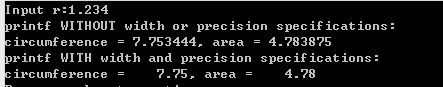 Input r:1.234
printf WITHOUT width or precision specifications:
circumference = 7.753444, area = 4.783875
printf WITH width and precision specifications:
circumference =    7.75, area =    4.78